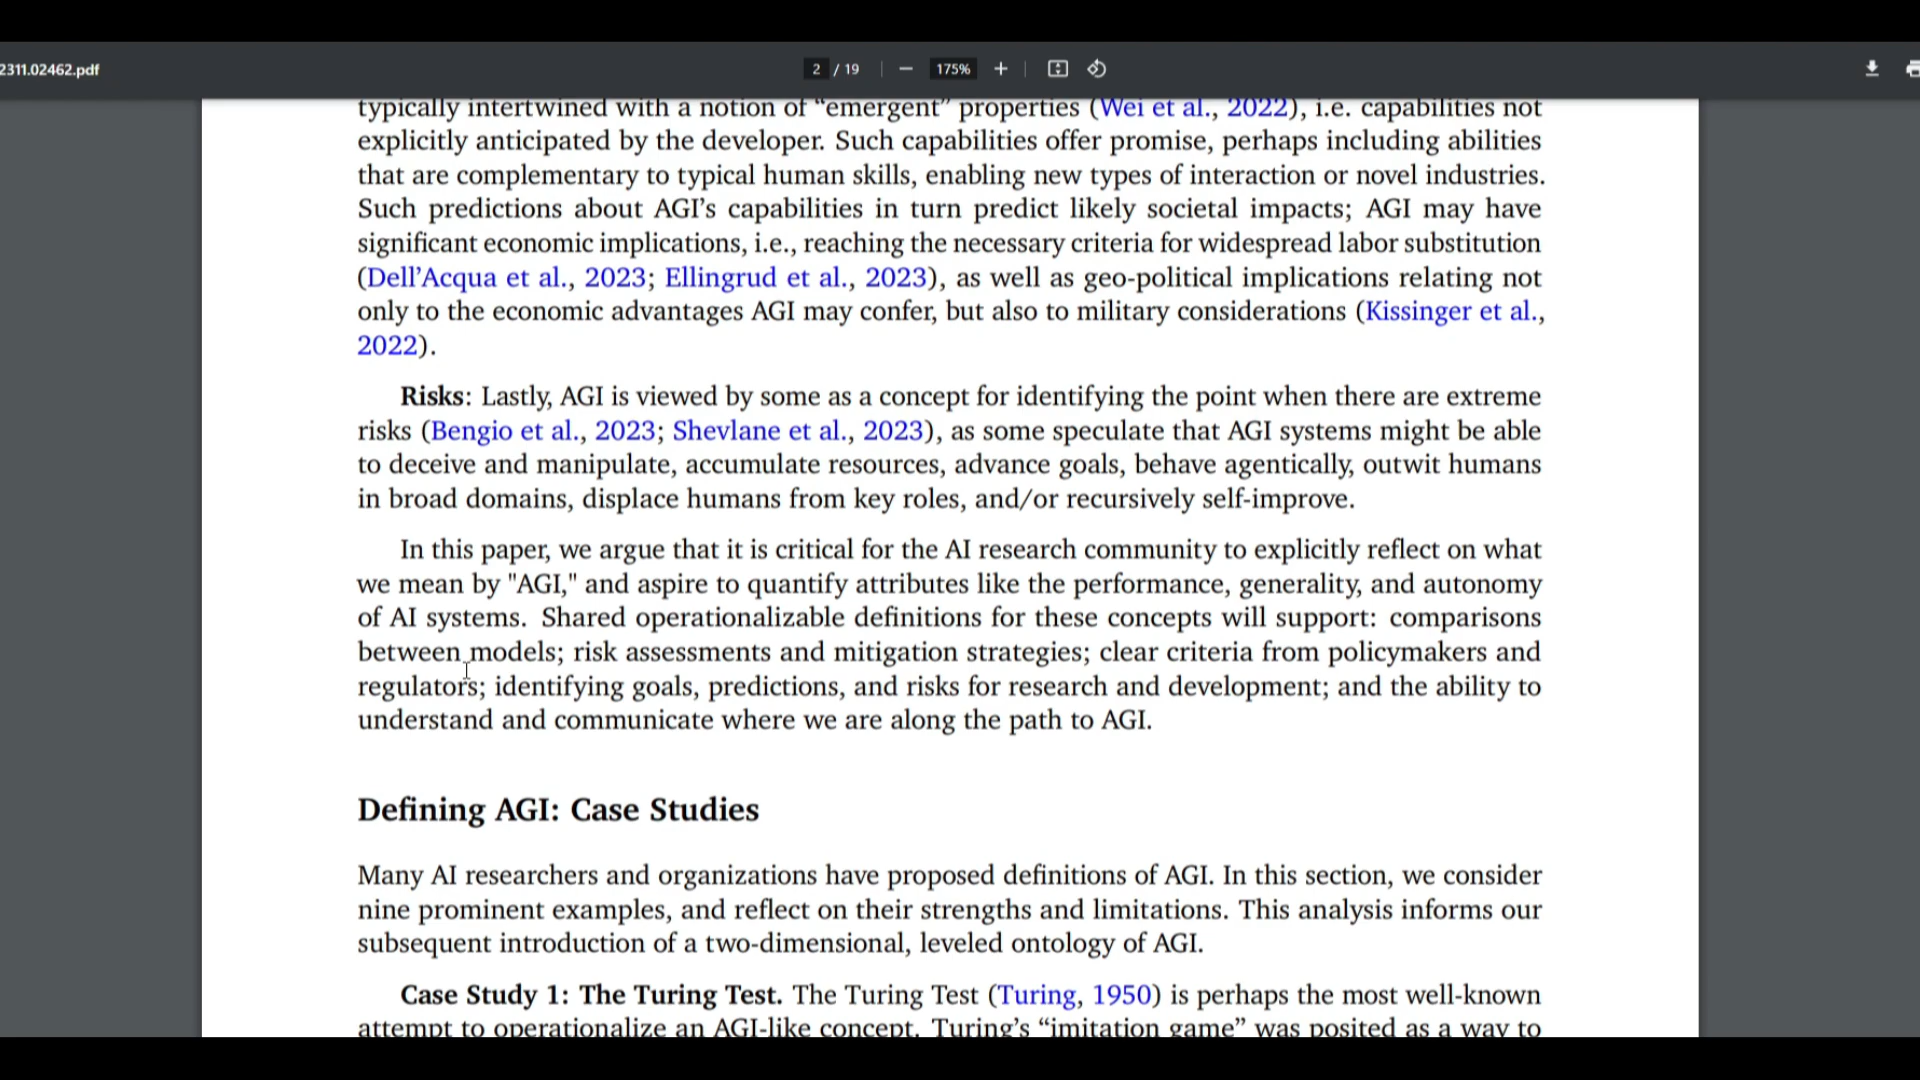 2311.02462.pdf
2 / 19
175%
typically intertwined with a notion of “emergent” properties (Wei et al., 2022), i.e. capabilities not
explicitly anticipated by the developer. Such capabilities offer promise, perhaps including abilities
that are complementary to typical human skills, enabling new types of interaction or novel industries.
Such predictions about AGI’s capabilities in turn predict likely societal impacts; AGI may have
significant economic implications, i.e., reaching the necessary criteria for widespread labor substitution
(Dell’Acqua et al., 2023; Ellingrud et al., 2023), as well as geo-political implications relating not
only to the economic advantages AGI may confer, but also to military considerations (Kissinger et al.,
2022).
Risks: Lastly, AGI is viewed by some as a concept for identifying the point when there are extreme
risks (Bengio et al., 2023; Shevlane et al., 2023), as some speculate that AGI systems might be able
to deceive and manipulate, accumulate resources, advance goals, behave agentically, outwit humans
in broad domains, displace humans from key roles, and/or recursively self-improve.
In this paper, we argue that it is critical for the AI research community to explicitly reflect on what
we mean by "AGI," and aspire to quantify attributes like the performance, generality, and autonomy
of AI systems. Shared operationalizable definitions for these concepts will support: comparisons
between models; risk assessments and mitigation strategies; clear criteria from policymakers and
regulators; identifying goals, predictions, and risks for research and development; and the ability to
understand and communicate where we are along the path to AGI.
Defining AGI: Case Studies
Many AI researchers and organizations have proposed definitions of AGI. In this section, we consider
nine prominent examples, and reflect on their strengths and limitations. This analysis informs our
subsequent introduction of a two-dimensional, leveled ontology of AGI.
Case Study 1: The Turing Test. The Turing Test (Turing, 1950) is perhaps the most well-known
attempt to operationalize an AGI-like concept. Turing’s “imitation game” was posited as a way to